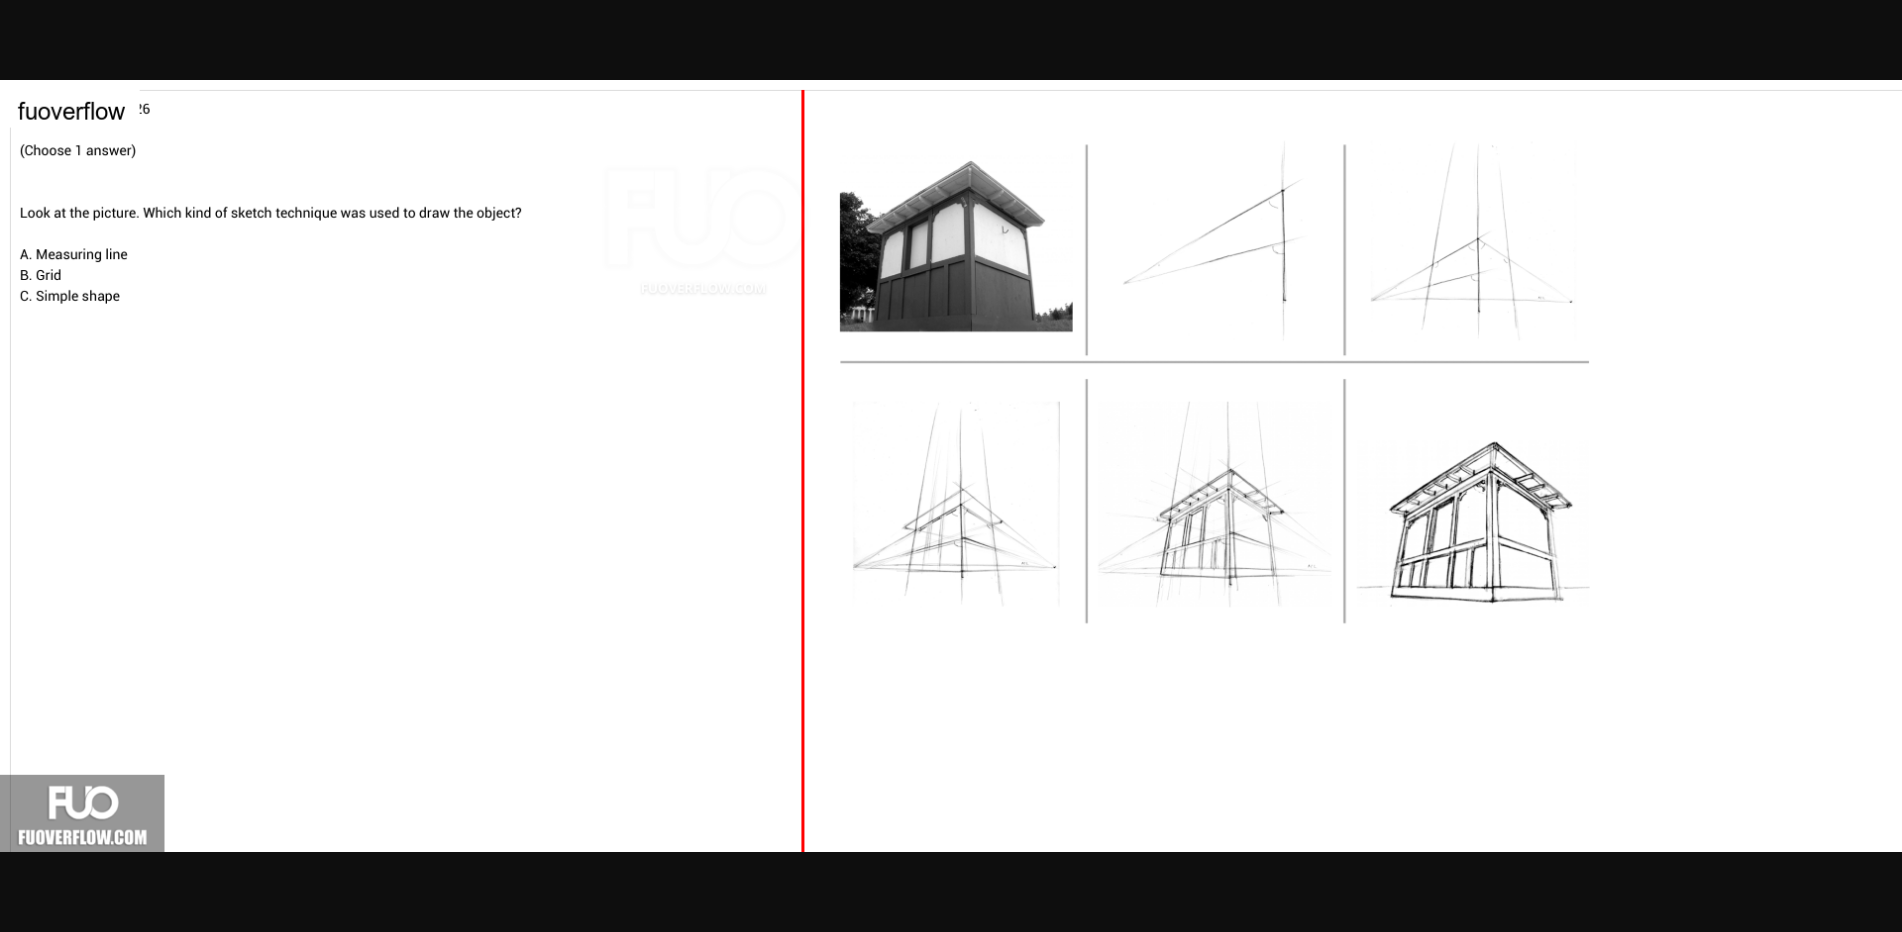 fuoverflow
26
(Choose 1 answer)
Look at the picture. Which kind of sketch technique was used to draw the object?
A. Measuring line
B. Grid
C. Simple shape
FUO
FUOVERFLOW.COM
FUO
FUOVERFLOW.COM